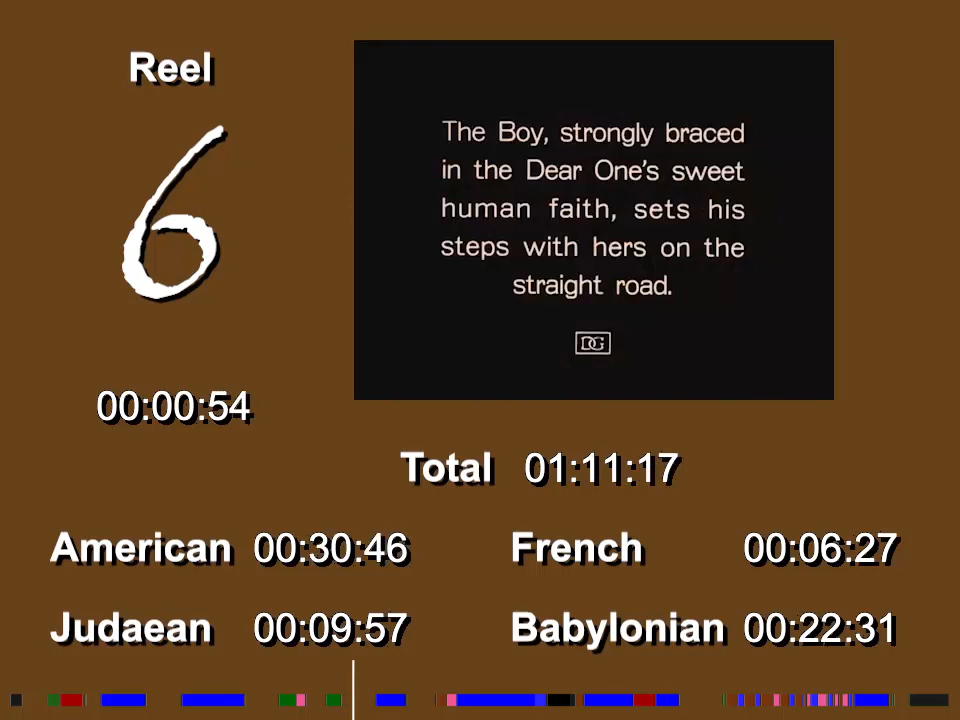 Reel
6
The Boy, strongly braced
in the Dear One's sweet
human faith, sets his
steps with hers on the
straight road.
DG
00:00:54
Total 01:11:17
American 00:30:46 French 00:06:27
Judaean 00:09:57 Babylonian 00:22:31